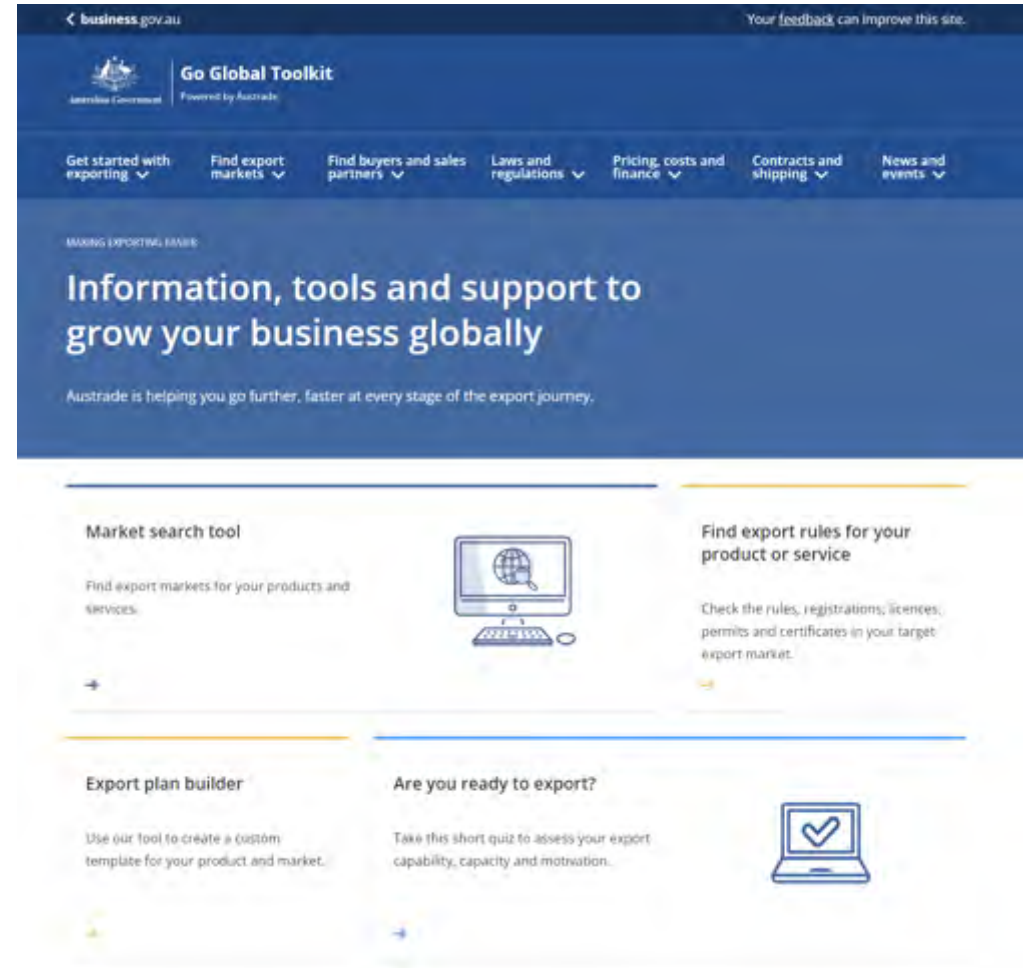 business.gov.au
Your feedback can improve this site.
Australian Government
Go Global Toolkit
Powered by Austrade
Get started with
exporting
Find export
markets
Find buyers and sales
partners
Laws and
regulations
Pricing, costs and
finance
Contracts and
shipping
News and
events
MAKING EXPORTING EASIER
Information, tools and support to
grow your business globally
Austrade is helping you go further, faster at every stage of the export journey.
Market search tool
Find export markets for your products and
services.
Find export rules for your
product or service
Check the rules, registrations, licences,
permits and certificates in your target
export market.
Export plan builder
Use our tool to create a custom
template for your product and market.
Are you ready to export?
Take this short quiz to assess your export
capability, capacity and motivation.